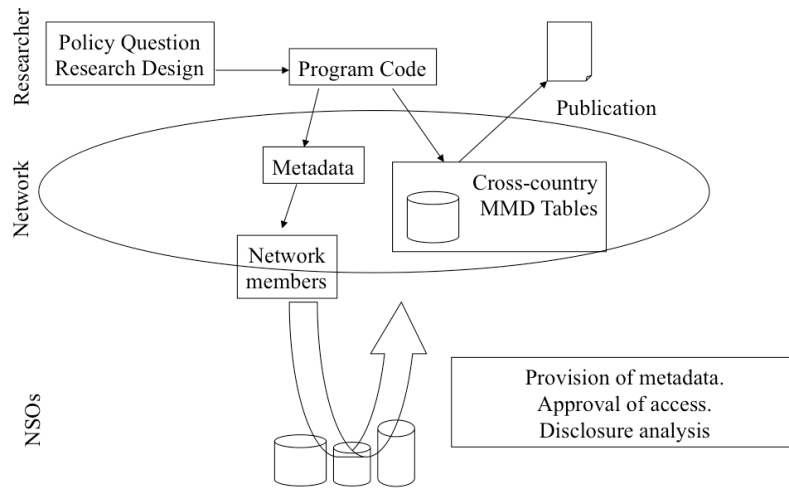 Researcher
Policy Question
Research Design
Program Code
Publication
Network
Metadata
Cross-country
MMD Tables
Network
members
NSOs
Provision of metadata.
Approval of access.
Disclosure analysis